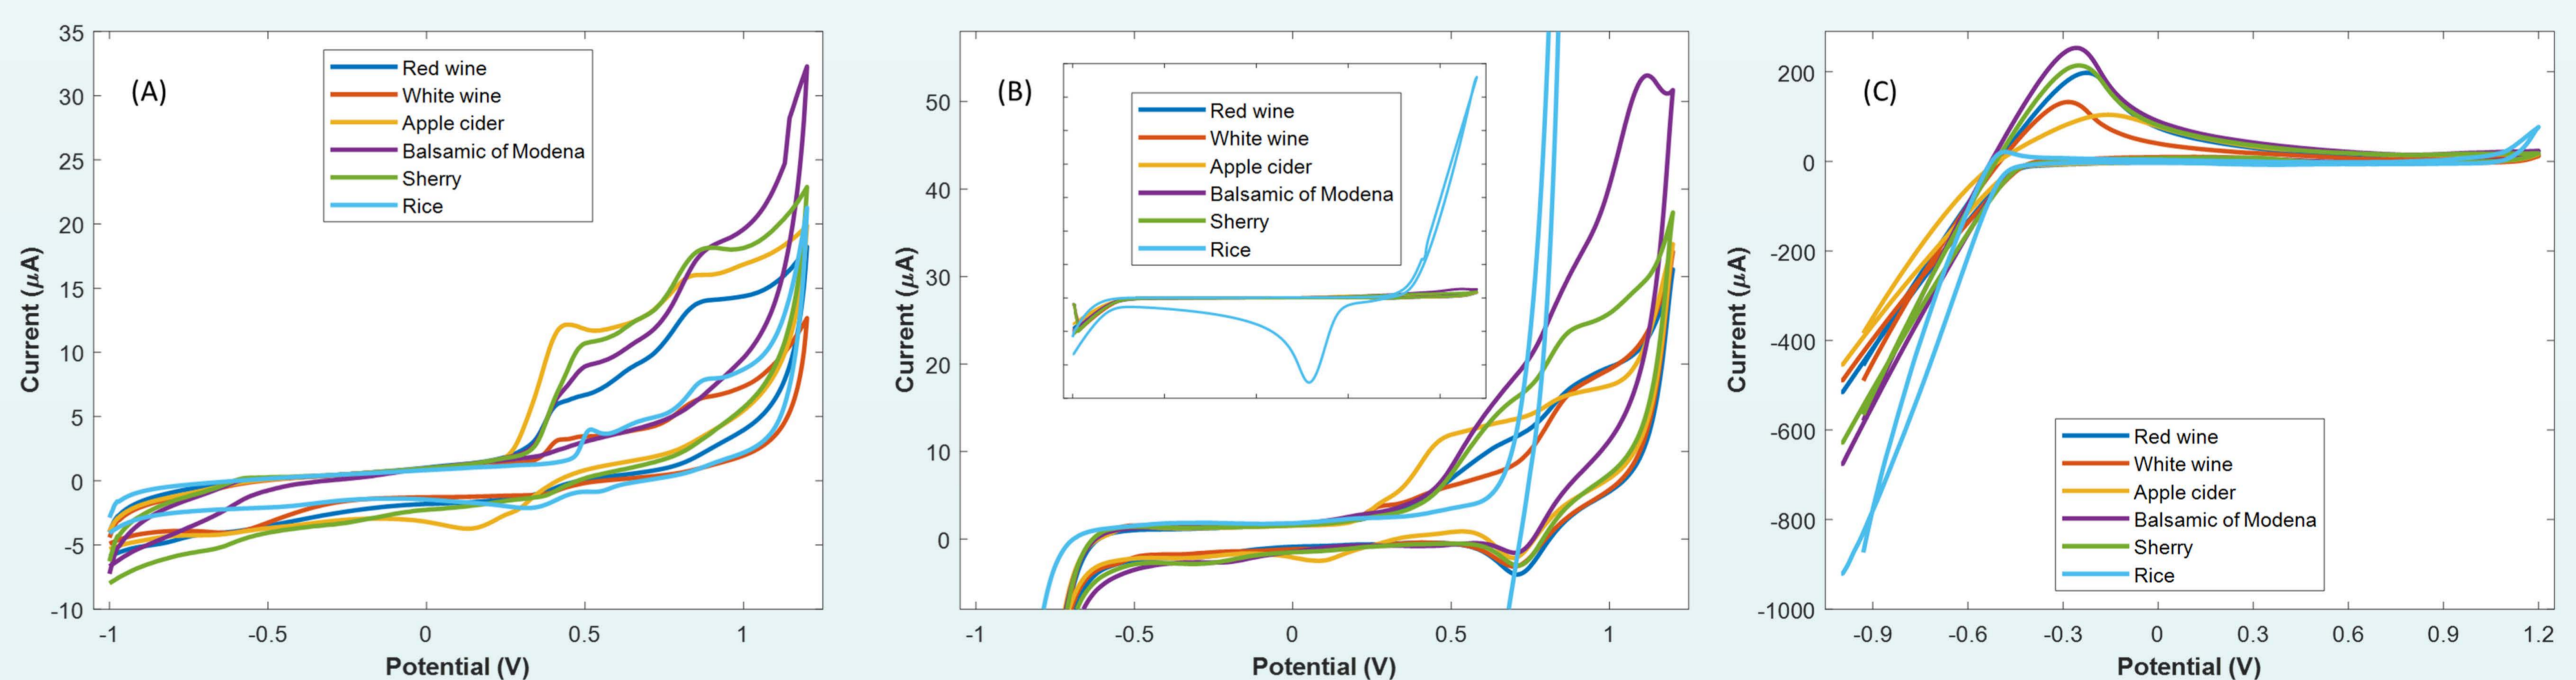 (A)
Red wine
White wine
Apple cider
Balsamic of Modena
Sherry
Rice
35
30
25
20
15
10
5
0
-5
-10
-1
-0.5
0
0.5
1
Current (µA)
Potential (V)
(B)
Red wine
White wine
Apple cider
Balsamic of Modena
Sherry
Rice
50
40
30
20
10
0
-1
-0.5
0
0.5
1
Current (µA)
Potential (V)
(C)
Red wine
White wine
Apple cider
Balsamic of Modena
Sherry
Rice
200
0
-200
-400
-600
-800
-1000
-0.9
-0.6
-0.3
0
0.3
0.6
0.9
1.2
Current (µA)
Potential (V)